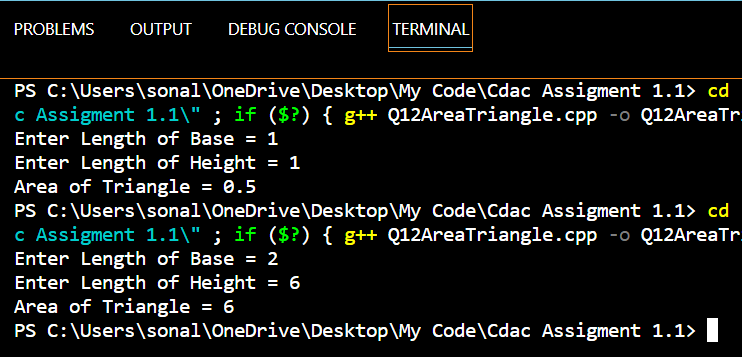 PROBLEMS OUTPUT DEBUG CONSOLE TERMINAL
PS C:\Users\sonal\OneDrive\Desktop\My Code\Cdac Assigment 1.1> cd
c Assigment 1.1\" ; if ($?) { g++ Q12AreaTriangle.cpp -o Q12AreaTr
Enter Length of Base = 1
Enter Length of Height = 1
Area of Triangle = 0.5
PS C:\Users\sonal\OneDrive\Desktop\My Code\Cdac Assigment 1.1> cd
c Assigment 1.1\" ; if ($?) { g++ Q12AreaTriangle.cpp -o Q12AreaTr
Enter Length of Base = 2
Enter Length of Height = 6
Area of Triangle = 6
PS C:\Users\sonal\OneDrive\Desktop\My Code\Cdac Assigment 1.1>